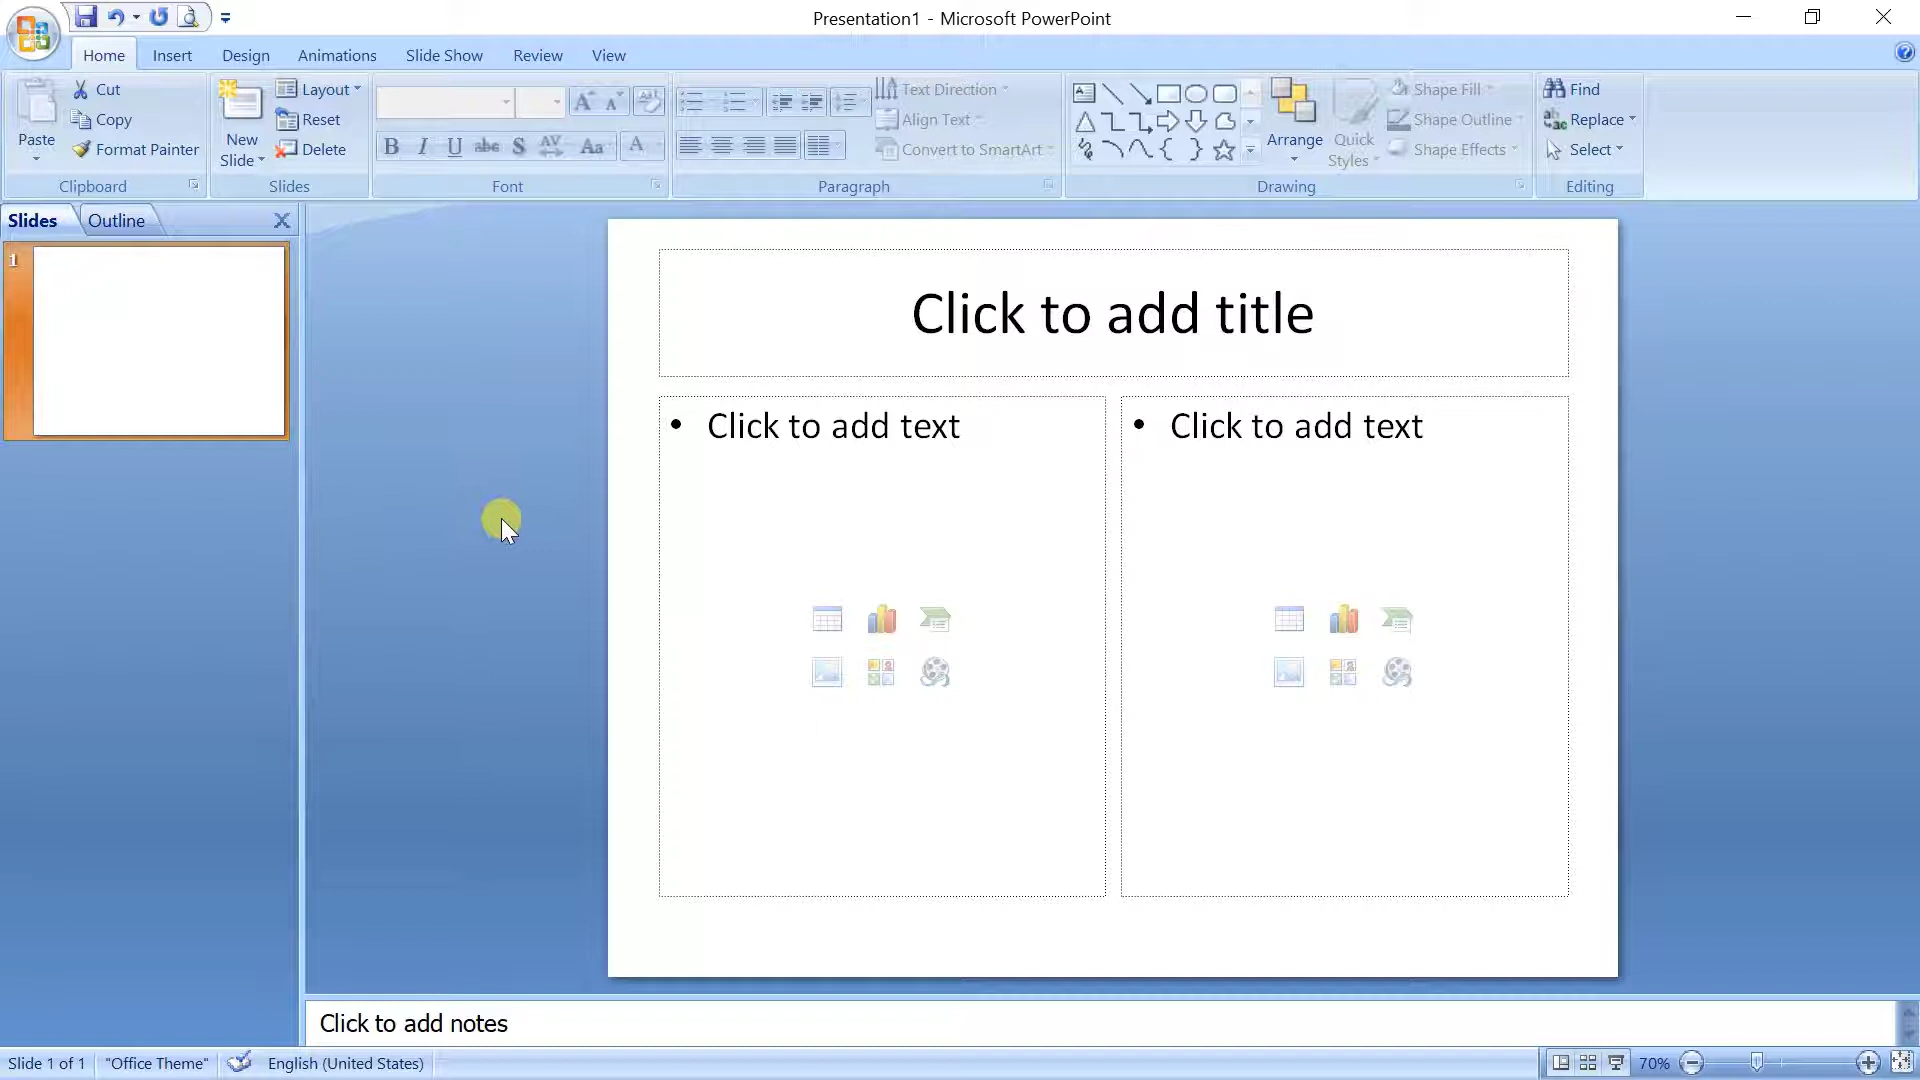 Presentation1 - Microsoft PowerPoint
Home Insert Design Animations Slide Show Review View
Paste
Cut
Copy
Format Painter
Clipboard
New
Slide
Layout
Reset
Delete
Slides
B I U abc S AV Aa A
Font
Text Direction
Align Text
Convert to SmartArt
Paragraph
Arrange
Quick
Styles
Shape Fill
Shape Outline
Shape Effects
Drawing
Find
Replace
Select
Editing
Slides Outline
1
Click to add title
• Click to add text
• Click to add text
Click to add notes
Slide 1 of 1 "Office Theme" English (United States) 70%